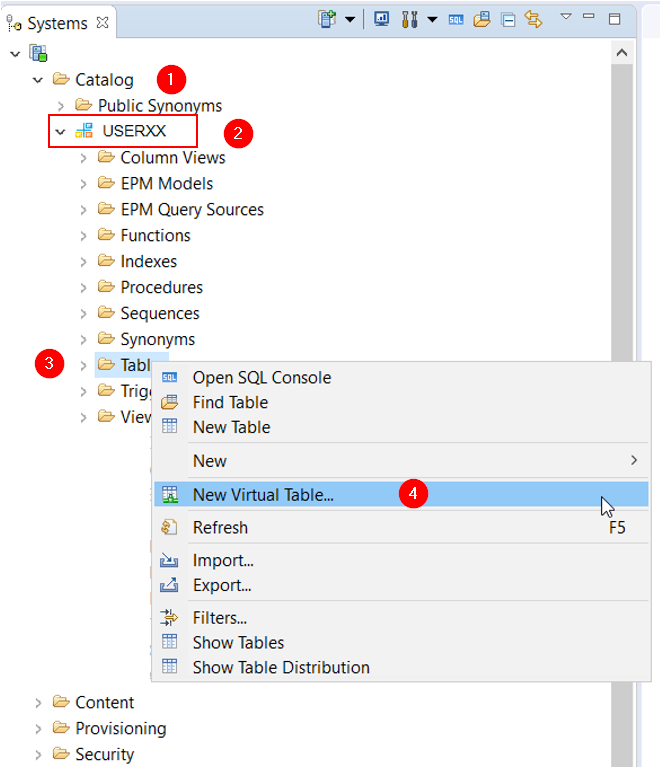 Systems
Catalog 1
Public Synonyms
USERXX 2
Column Views
EPM Models
EPM Query Sources
Functions
Indexes
Procedures
Sequences
Synonyms
3 Tabl
Trig
View
SQL Open SQL Console
Find Table
New Table
New
New Virtual Table... 4
Refresh F5
Import...
Export...
Filters...
Show Tables
Show Table Distribution
Content
Provisioning
Security